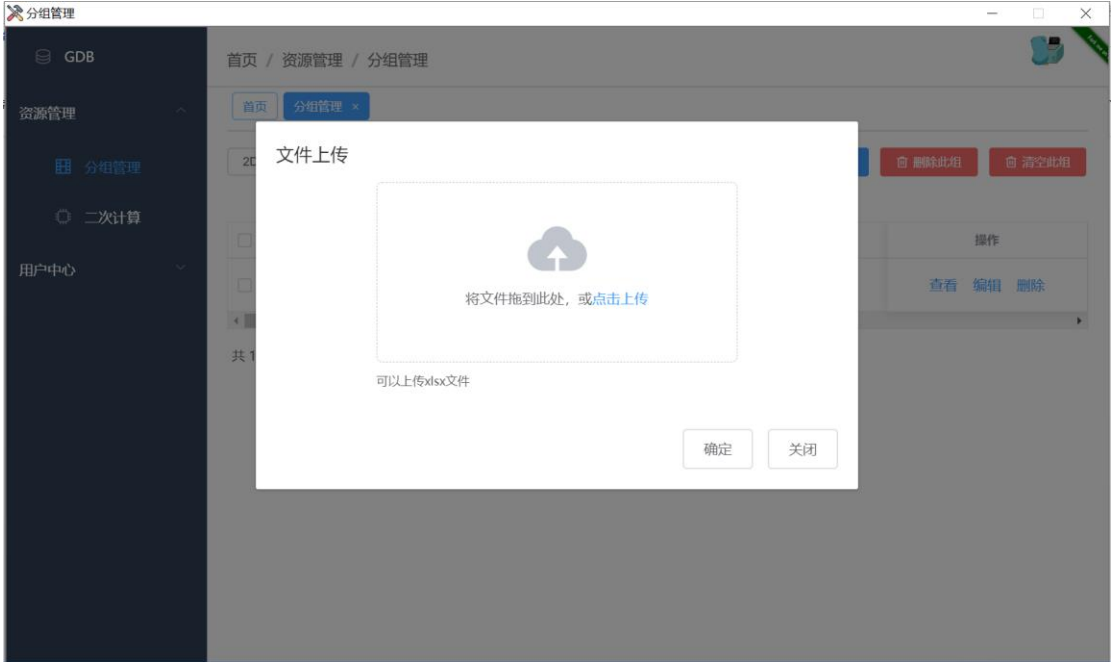 分组管理
GDB
首页 / 资源管理 / 分组管理
资源管理
首页
分组管理 ×
分组管理
二次计算
用户中心
文件上传
将文件拖到此处，或点击上传
可以上传xlsx文件
确定
关闭
删除此组
清空此组
操作
查看 编辑 删除
共 1